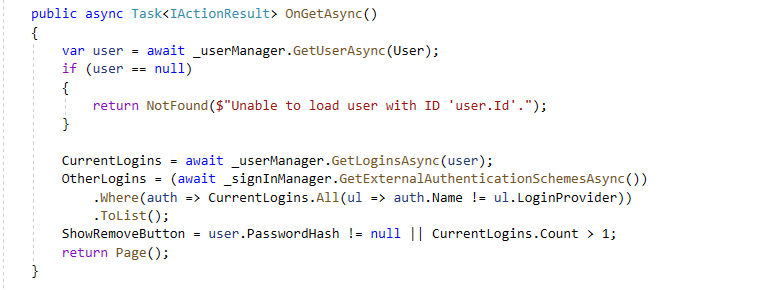 public async Task<IActionResult> OnGetAsync()
{
    var user = await _userManager.GetUserAsync(User);
    if (user == null)
    {
        return NotFound($"Unable to load user with ID 'user.Id'.");
    }

    CurrentLogins = await _userManager.GetLoginsAsync(user);
    OtherLogins = (await _signInManager.GetExternalAuthenticationSchemesAsync())
        .Where(auth => CurrentLogins.All(ul => auth.Name != ul.LoginProvider))
        .ToList();
    ShowRemoveButton = user.PasswordHash != null || CurrentLogins.Count > 1;
    return Page();
}